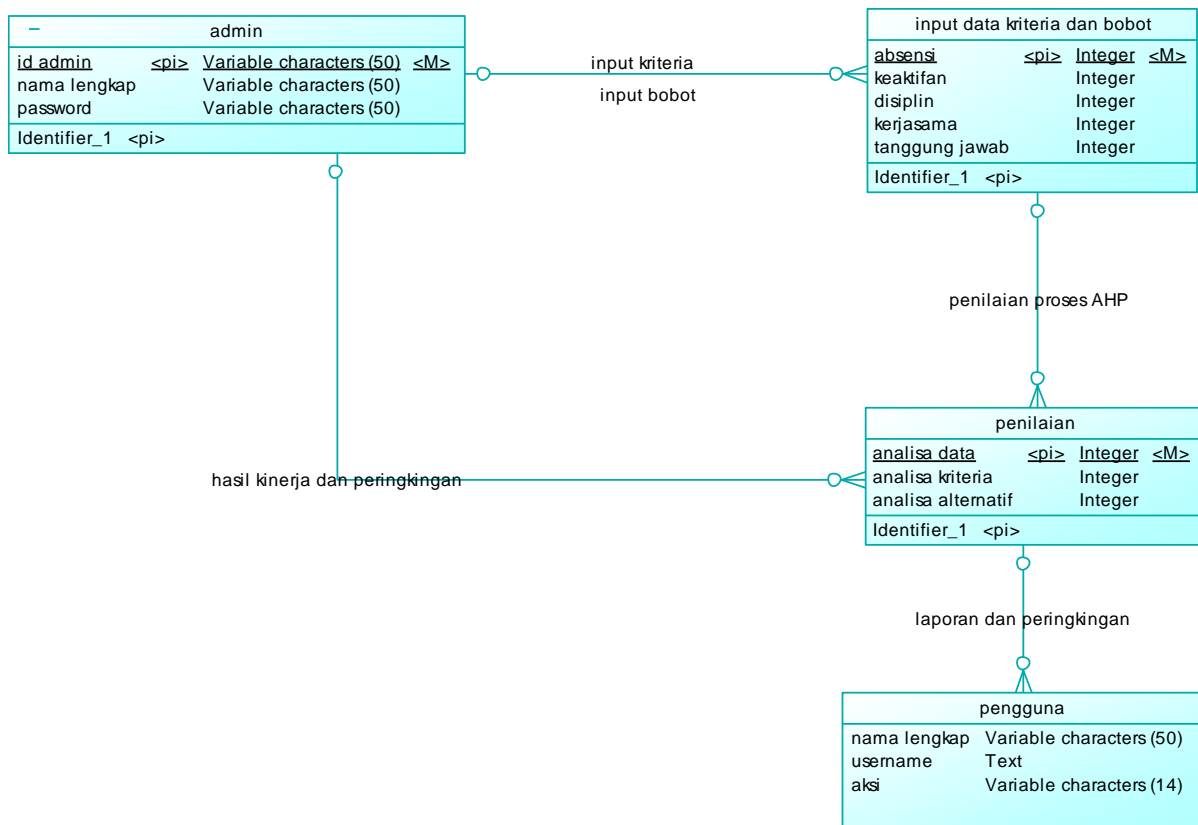 admin
id admin <pi> Variable characters (50) <M>
nama lengkap Variable characters (50)
password Variable characters (50)
Identifier_1 <pi>
input kriteria
input bobot
input data kriteria dan bobot
absensi <pi> Integer <M>
keaktifan Integer
disiplin Integer
kerjasama Integer
tanggung jawab Integer
Identifier_1 <pi>
penilaian proses AHP
hasil kinerja dan peringkingan
penilaian
analisa data <pi> Integer <M>
analisa kriteria Integer
analisa alternatif Integer
Identifier_1 <pi>
laporan dan peringkingan
pengguna
nama lengkap Variable characters (50)
username Text
aksi Variable characters (14)